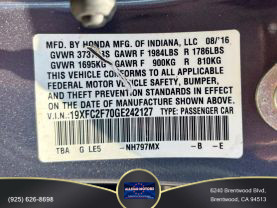 MFD. BY HONDA MFG. OF INDIANA, LLC 08/16
GVWR 3737LBS GAWR F 1984LBS R 1786LBS
GVWR 1695KG GAWR F 900KG R 810KG
THIS VEHICLE CONFORMS TO ALL APPLICABLE
FEDERAL MOTOR VEHICLE SAFETY, BUMPER,
AND THEFT PREVENTION STANDARDS IN EFFECT ON THE
DATE OF MANUFACTURE SHOWN ABOVE.
V.I.N.: 19XFC2F70GE242127 TYPE: PASSENGER CAR
TBA G LE5 -NH797MX -B -E
(925) 626-8698
6240 Brentwood Blvd,
Brentwood, CA 94513